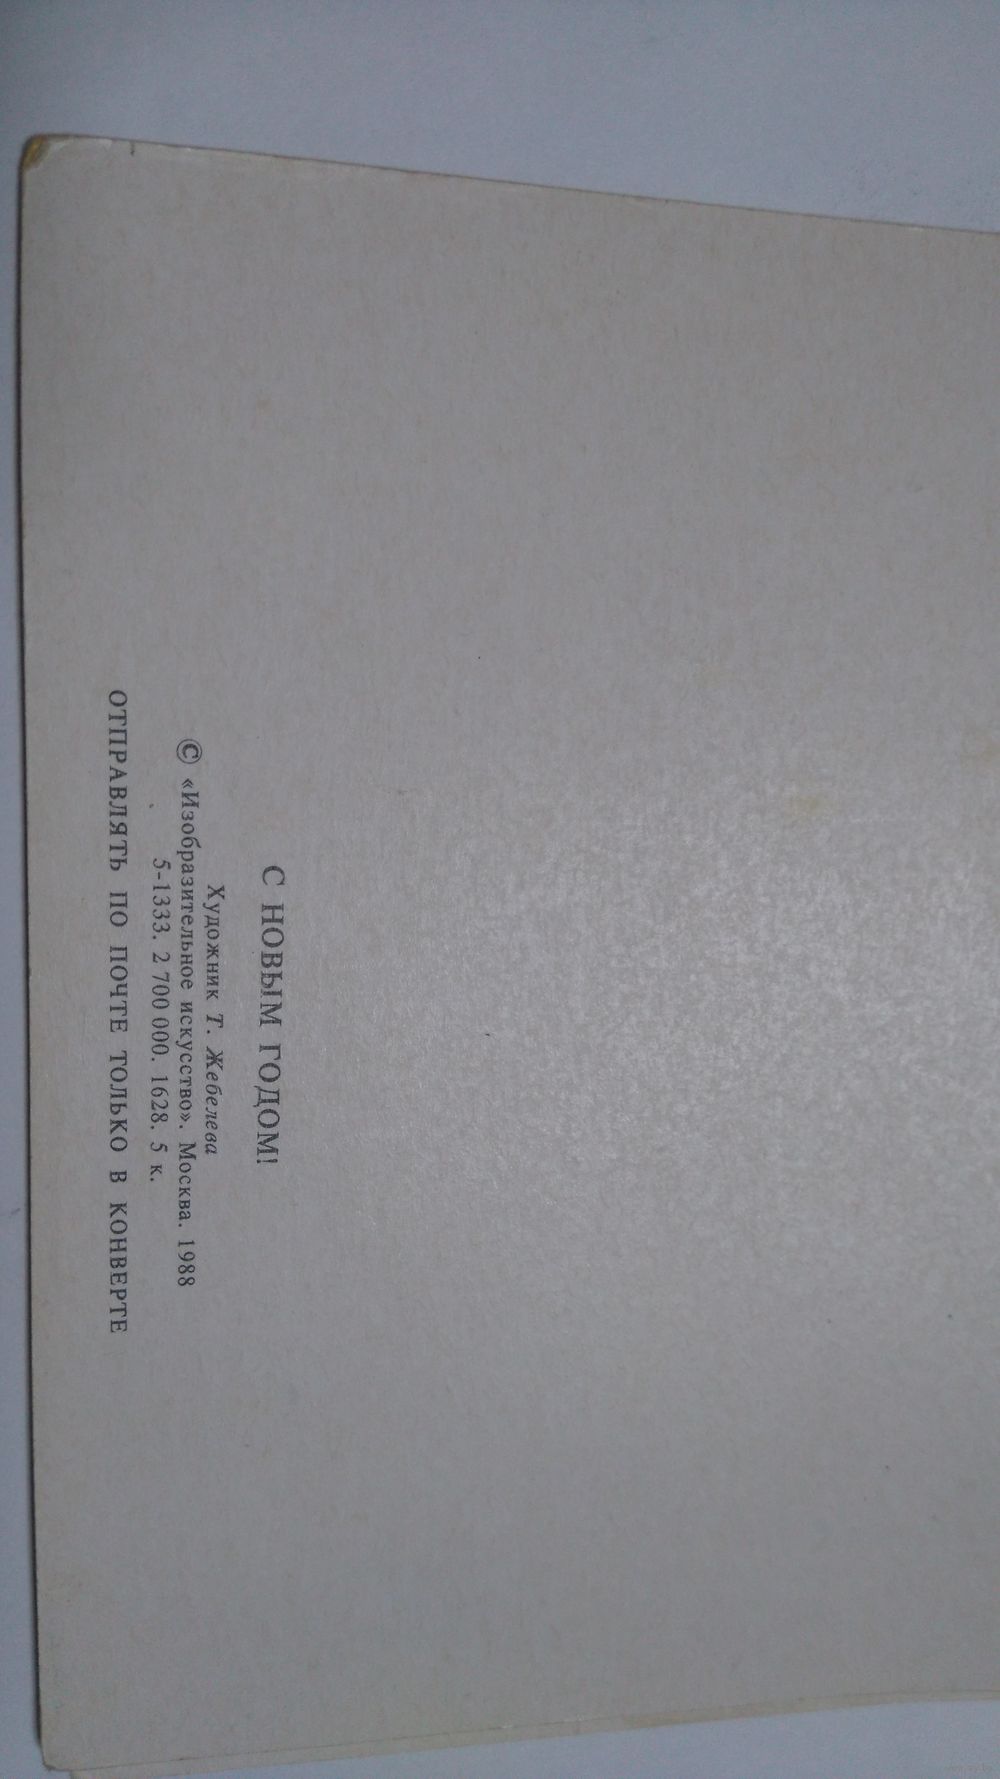 С НОВЫМ ГОДОМ!
Художник Т. Жебелева
© «Изобразительное искусство». Москва. 1988
5-1333. 2 700 000. 1628. 5 к.
ОТПРАВЛЯТЬ ПО ПОЧТЕ ТОЛЬКО В КОНВЕРТЕ